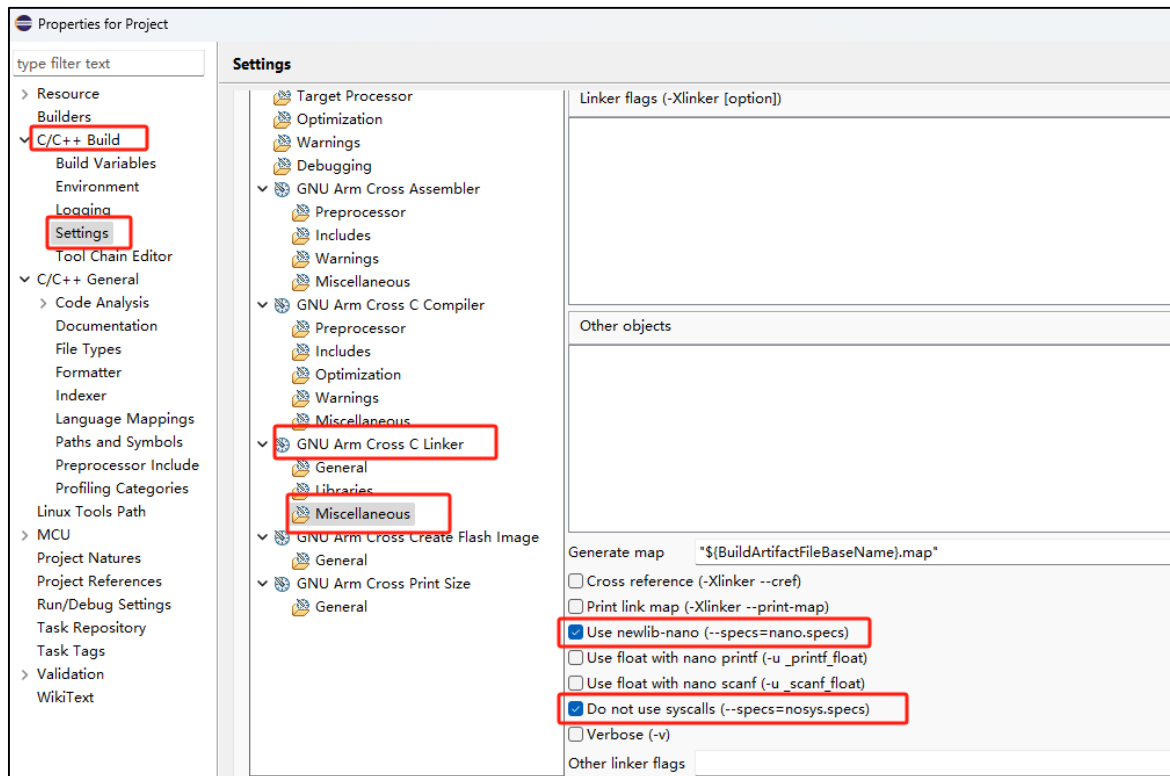 Properties for Project
type filter text
Resource
Builders
C/C++ Build
Build Variables
Environment
Logging
Settings
Tool Chain Editor
C/C++ General
Code Analysis
Documentation
File Types
Formatter
Indexer
Language Mappings
Paths and Symbols
Preprocessor Include
Profiling Categories
Linux Tools Path
MCU
Project Natures
Project References
Run/Debug Settings
Task Repository
Task Tags
Validation
WikiText
Settings
Target Processor
Optimization
Warnings
Debugging
GNU Arm Cross Assembler
Preprocessor
Includes
Warnings
Miscellaneous
GNU Arm Cross C Compiler
Preprocessor
Includes
Optimization
Warnings
Miscellaneous
GNU Arm Cross C Linker
General
Libraries
Miscellaneous
GNU Arm Cross Create Flash Image
General
GNU Arm Cross Print Size
General
Linker flags (-Xlinker [option])
Other objects
Generate map "${BuildArtifactFileBaseName}.map"
Cross reference (-Xlinker --cref)
Print link map (-Xlinker --print-map)
Use newlib-nano (--specs=nano.specs)
Use float with nano printf (-u _printf_float)
Use float with nano scanf (-u _scanf_float)
Do not use syscalls (--specs=nosys.specs)
Verbose (-v)
Other linker flags